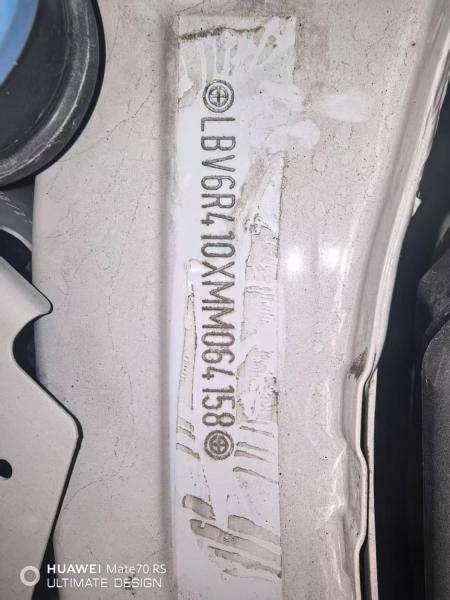 LBV6R410XMM064158
HUAWEI Mate70 RS
ULTIMATE DESIGN